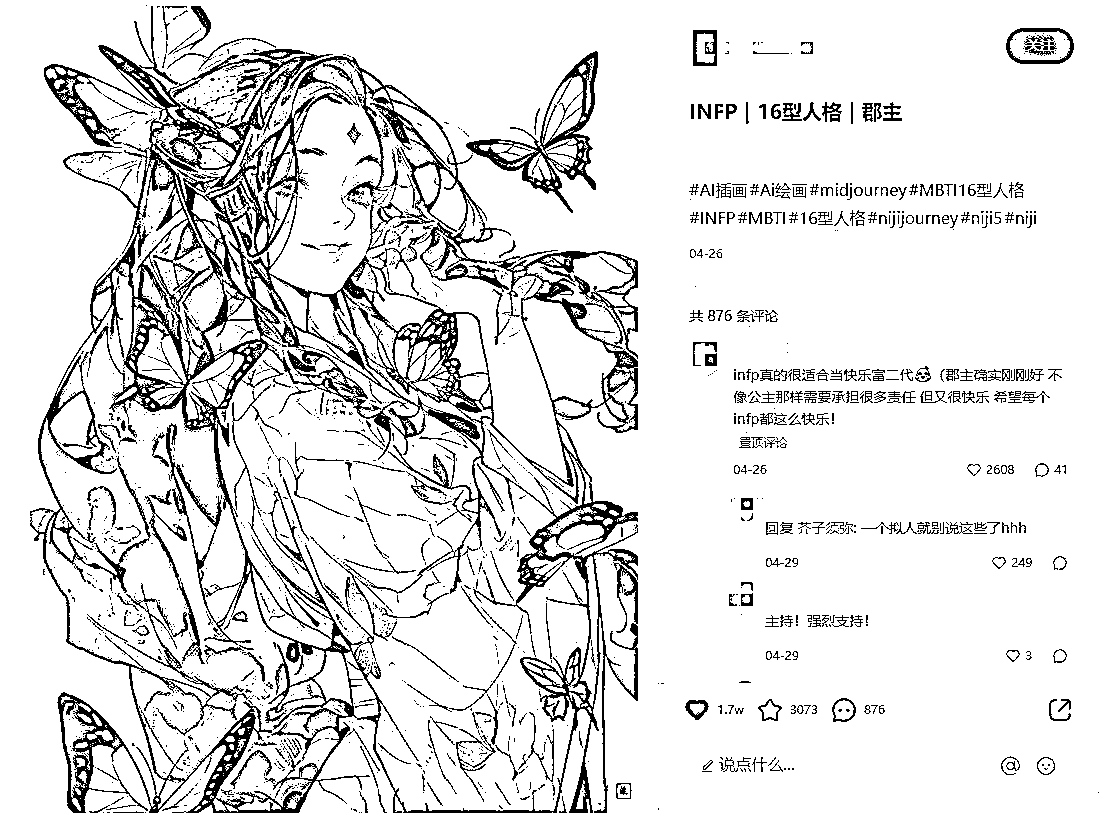 关注
INFP | 16型人格 | 郡主
#AI插画#Ai绘画#midjourney#MBTI16型人格
#INFP#MBTI#16型人格#nijijourney#niji5#niji
04-26
共 876 条评论
infp真的很适合当快乐富二代（郡主确实刚刚好 不
像公主那样需要承担很多责任 但又很快乐 希望每个
infp都这么快乐！
置顶评论
04-26 2608 41
回复 芥子须弥: 一个拟人就别说这些了hhh
04-29 249
主持！强烈支持！
04-29 3
1.7w 3073 876
说点什么...